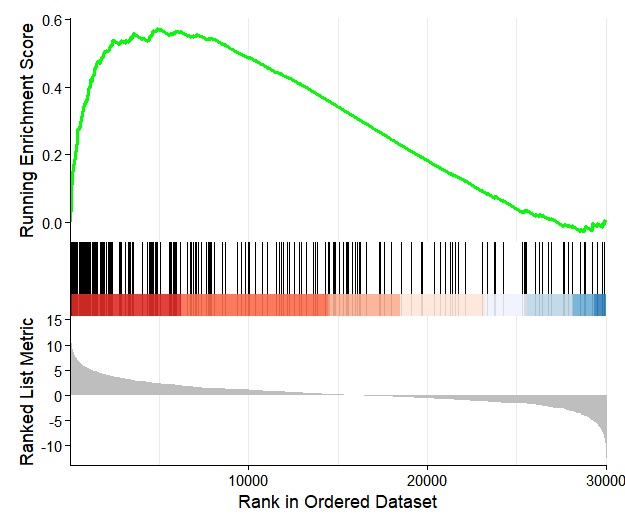 Running Enrichment Score
0.6
0.4
0.2
0.0
Ranked List Metric
15
10
5
0
-5
-10
10000 20000 30000
Rank in Ordered Dataset